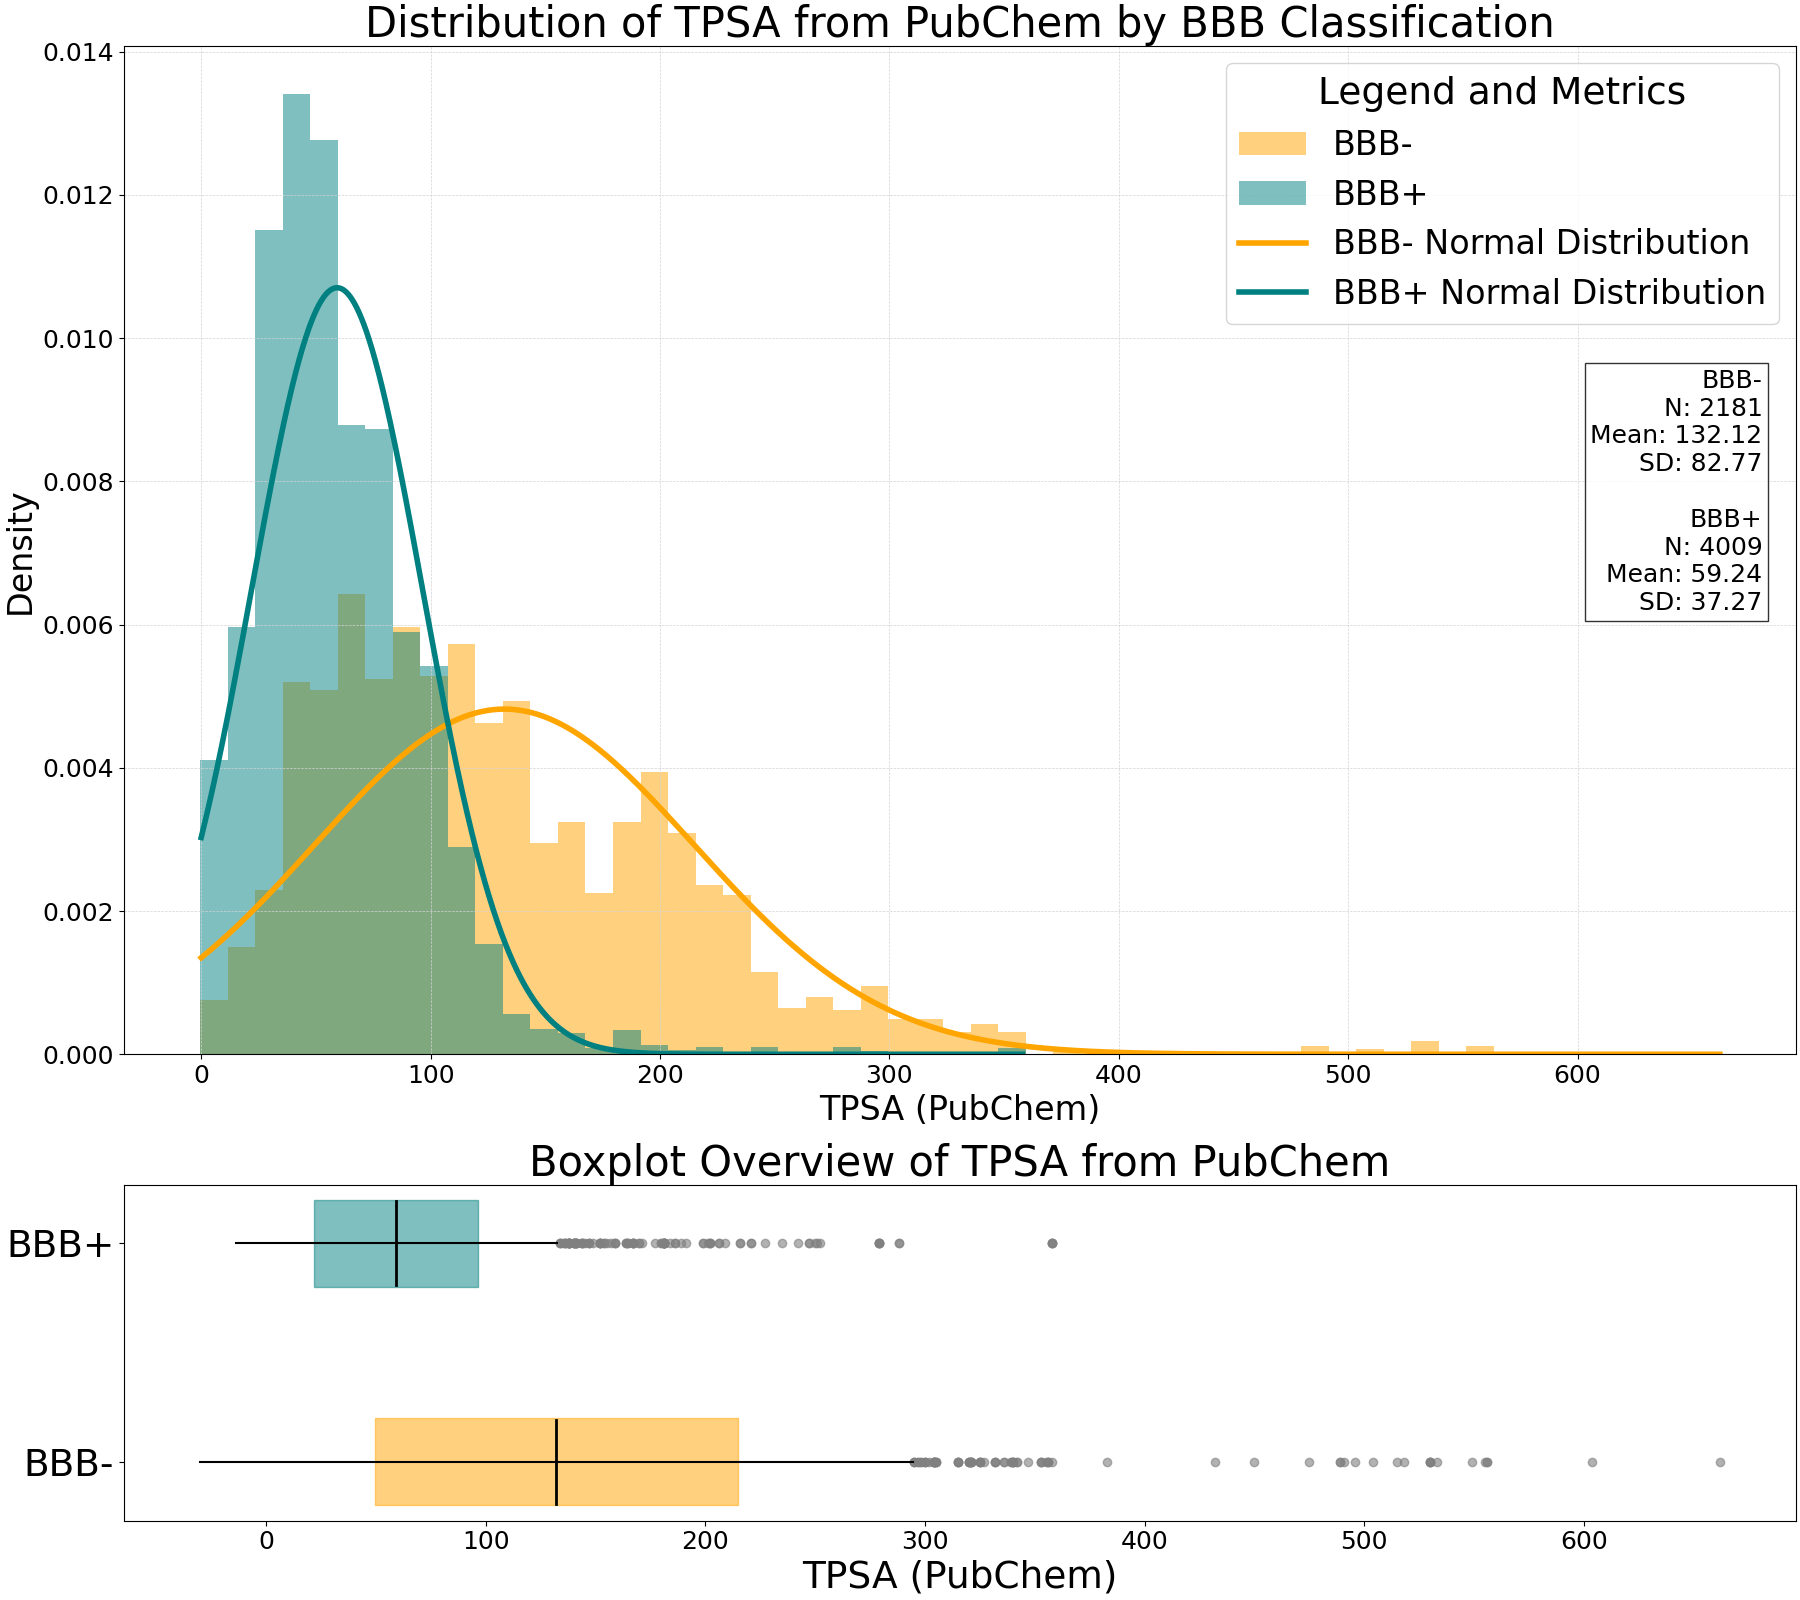 Distribution of TPSA from PubChem by BBB Classification
0.014
0.012
0.010
0.008
0.006
0.004
0.002
0.000
Density
Legend and Metrics
BBB-
BBB+
BBB- Normal Distribution
BBB+ Normal Distribution
BBB-
N: 2181
Mean: 132.12
SD: 82.77
BBB+
N: 4009
Mean: 59.24
SD: 37.27
0 100 200 300 400 500 600
TPSA (PubChem)
Boxplot Overview of TPSA from PubChem
BBB+
BBB-
0 100 200 300 400 500 600
TPSA (PubChem)